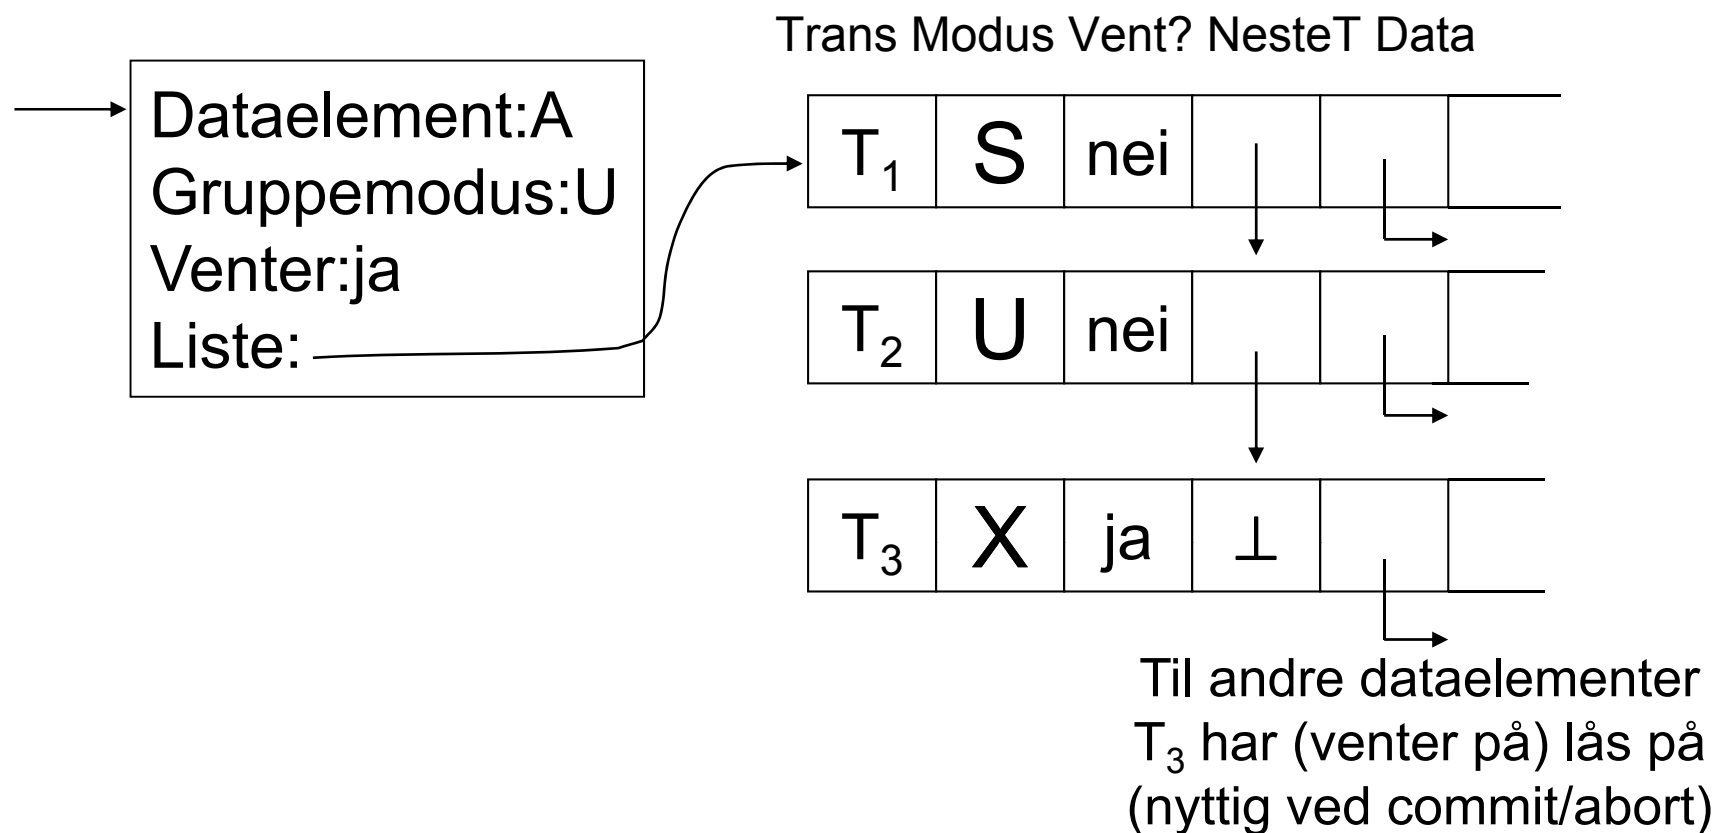 Trans Modus Vent? NesteT Data
Dataelement:A
Gruppemodus:U
Venter:ja
Liste:
T₁ S nei
T₂ U nei
T₃ X ja ⊥
Til andre dataelementer
T₃ har (venter på) lås på
(nyttig ved commit/abort)